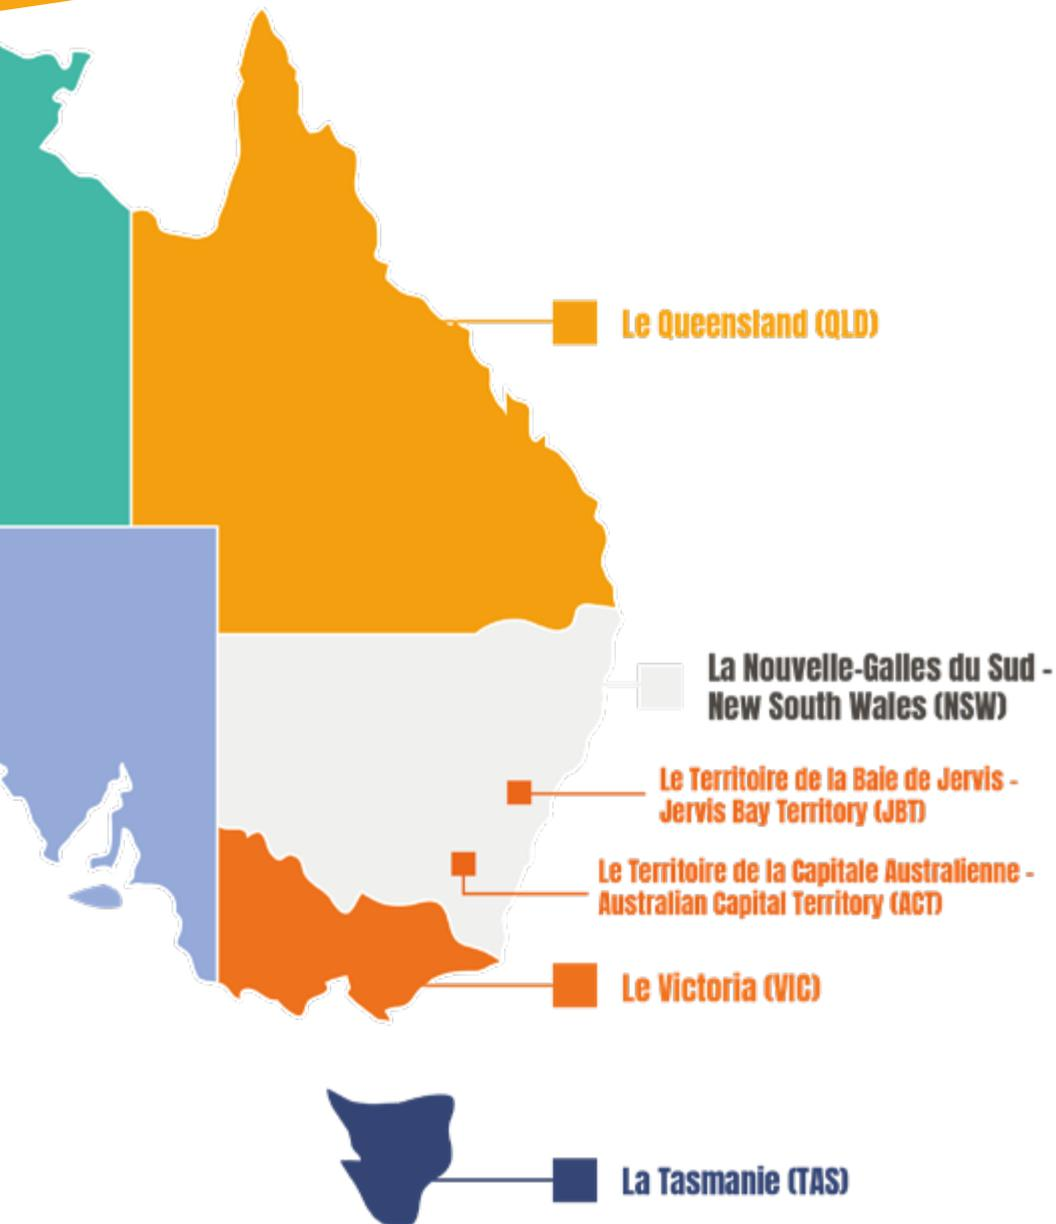 Le Queensland (QLD)
La Nouvelle-Galles du Sud -
New South Wales (NSW)
Le Territoire de la Baie de Jervis -
Jervis Bay Territory (JBT)
Le Territoire de la Capitale Australienne -
Australian Capital Territory (ACT)
Le Victoria (VIC)
La Tasmanie (TAS)